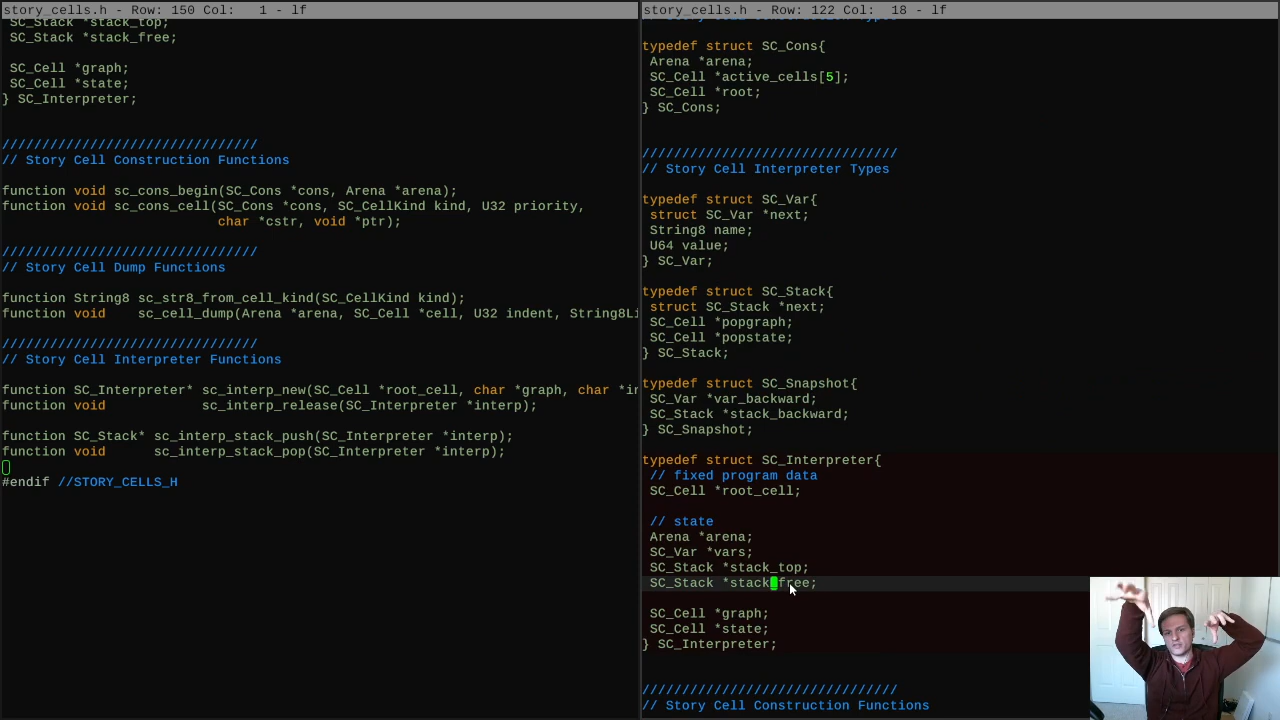 story_cells.h - Row: 150 Col:   1 - lf
SC_Stack *stack_top;
SC_Stack *stack_free;
SC_Cell *graph;
SC_Cell *state;
} SC_Interpreter;
////////////////////////////////
// Story Cell Construction Functions
function void sc_cons_begin(SC_Cons *cons, Arena *arena);
function void sc_cons_cell(SC_Cons *cons, SC_CellKind kind, U32 priority,
char *cstr, void *ptr);
////////////////////////////////
// Story Cell Dump Functions
function String8 sc_str8_from_cell_kind(SC_CellKind kind);
function void    sc_cell_dump(Arena *arena, SC_Cell *cell, U32 indent, String8Li
////////////////////////////////
// Story Cell Interpreter Functions
function SC_Interpreter* sc_interp_new(SC_Cell *root_cell, char *graph, char *in
function void            sc_interp_release(SC_Interpreter *interp);
function SC_Stack* sc_interp_stack_push(SC_Interpreter *interp);
function void      sc_interp_stack_pop(SC_Interpreter *interp);
#endif //STORY_CELLS_H
story_cells.h - Row: 122 Col:  18 - lf
// Story Cell Construction Types
typedef struct SC_Cons{
Arena *arena;
SC_Cell *active_cells[5];
SC_Cell *root;
} SC_Cons;
////////////////////////////////
// Story Cell Interpreter Types
typedef struct SC_Var{
struct SC_Var *next;
String8 name;
U64 value;
} SC_Var;
typedef struct SC_Stack{
struct SC_Stack *next;
SC_Cell *popgraph;
SC_Cell *popstate;
} SC_Stack;
typedef struct SC_Snapshot{
SC_Var *var_backward;
SC_Stack *stack_backward;
} SC_Snapshot;
typedef struct SC_Interpreter{
// fixed program data
SC_Cell *root_cell;
// state
Arena *arena;
SC_Var *vars;
SC_Stack *stack_top;
SC_Stack *stack_free;
SC_Cell *graph;
SC_Cell *state;
} SC_Interpreter;
////////////////////////////////
// Story Cell Construction Functions